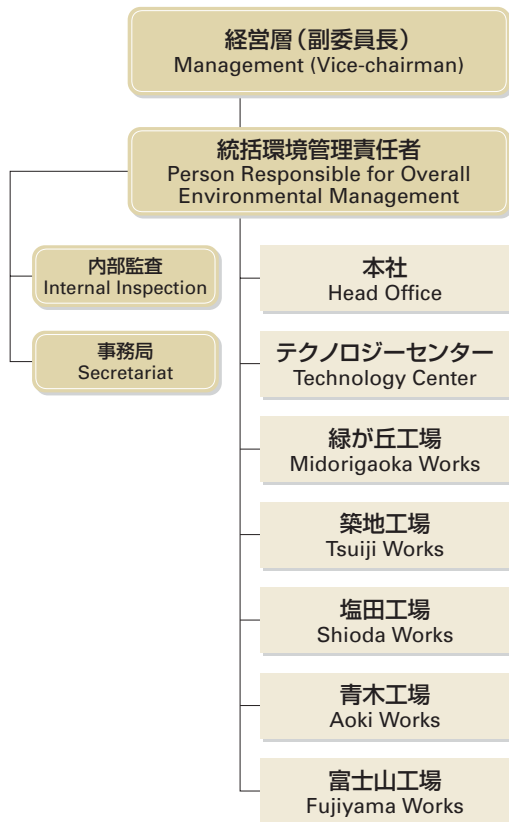 経営層(副委員長)
Management (Vice-chairman)
統括環境管理責任者
Person Responsible for Overall
Environmental Management
内部監査
Internal Inspection
事務局
Secretariat
本社
Head Office
テクノロジーセンター
Technology Center
緑が丘工場
Midorigaoka Works
築地工場
Tsuiji Works
塩田工場
Shioda Works
青木工場
Aoki Works
富士山工場
Fujiyama Works